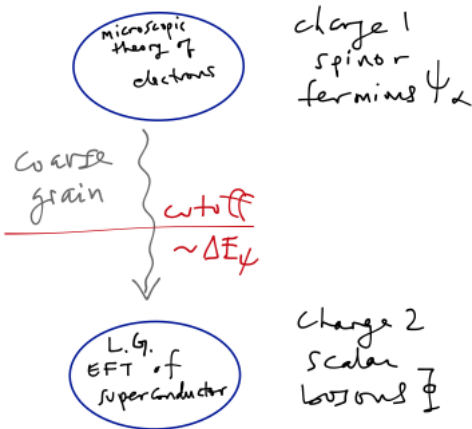 microscopic
theory of
electrons
charge 1
spinor
fermions ψ_α
coarse
grain
cutoff
~ΔE_ψ
L.G.
EFT of
superconductor
charge 2
scalar
bosons Φ